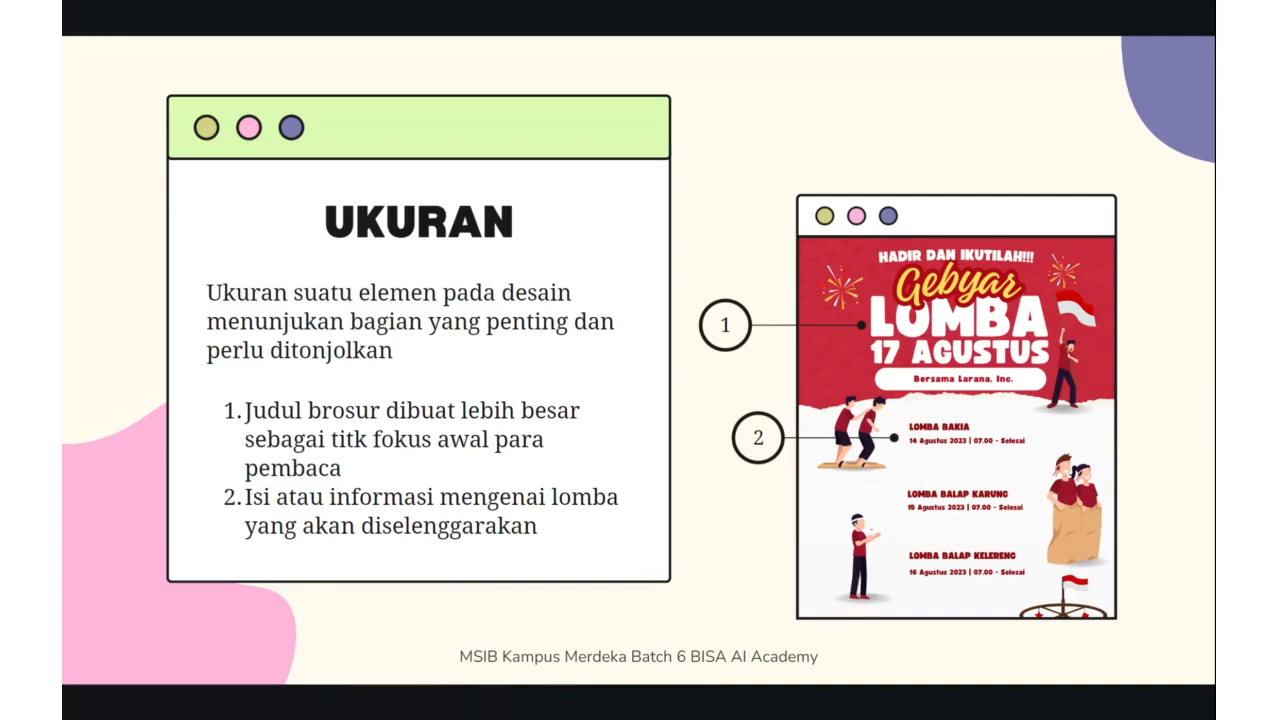 UKURAN
Ukuran suatu elemen pada desain
menunjukan bagian yang penting dan
perlu ditonjolkan
1. Judul brosur dibuat lebih besar
sebagai titk fokus awal para
pembaca
2. Isi atau informasi mengenai lomba
yang akan diselenggarakan
1
2
HADIR DAN IKUTILAH!!!
Gebyar
LOMBA
17 AGUSTUS
Bersama Larana, Inc.
LOMBA BAKIA
14 Agustus 2023 | 07.00 - Selesai
LOMBA BALAP KARUNG
15 Agustus 2023 | 07.00 - Selesai
LOMBA BALAP KELERENG
16 Agustus 2023 | 07.00 - Selesai
MSIB Kampus Merdeka Batch 6 BISA AI Academy